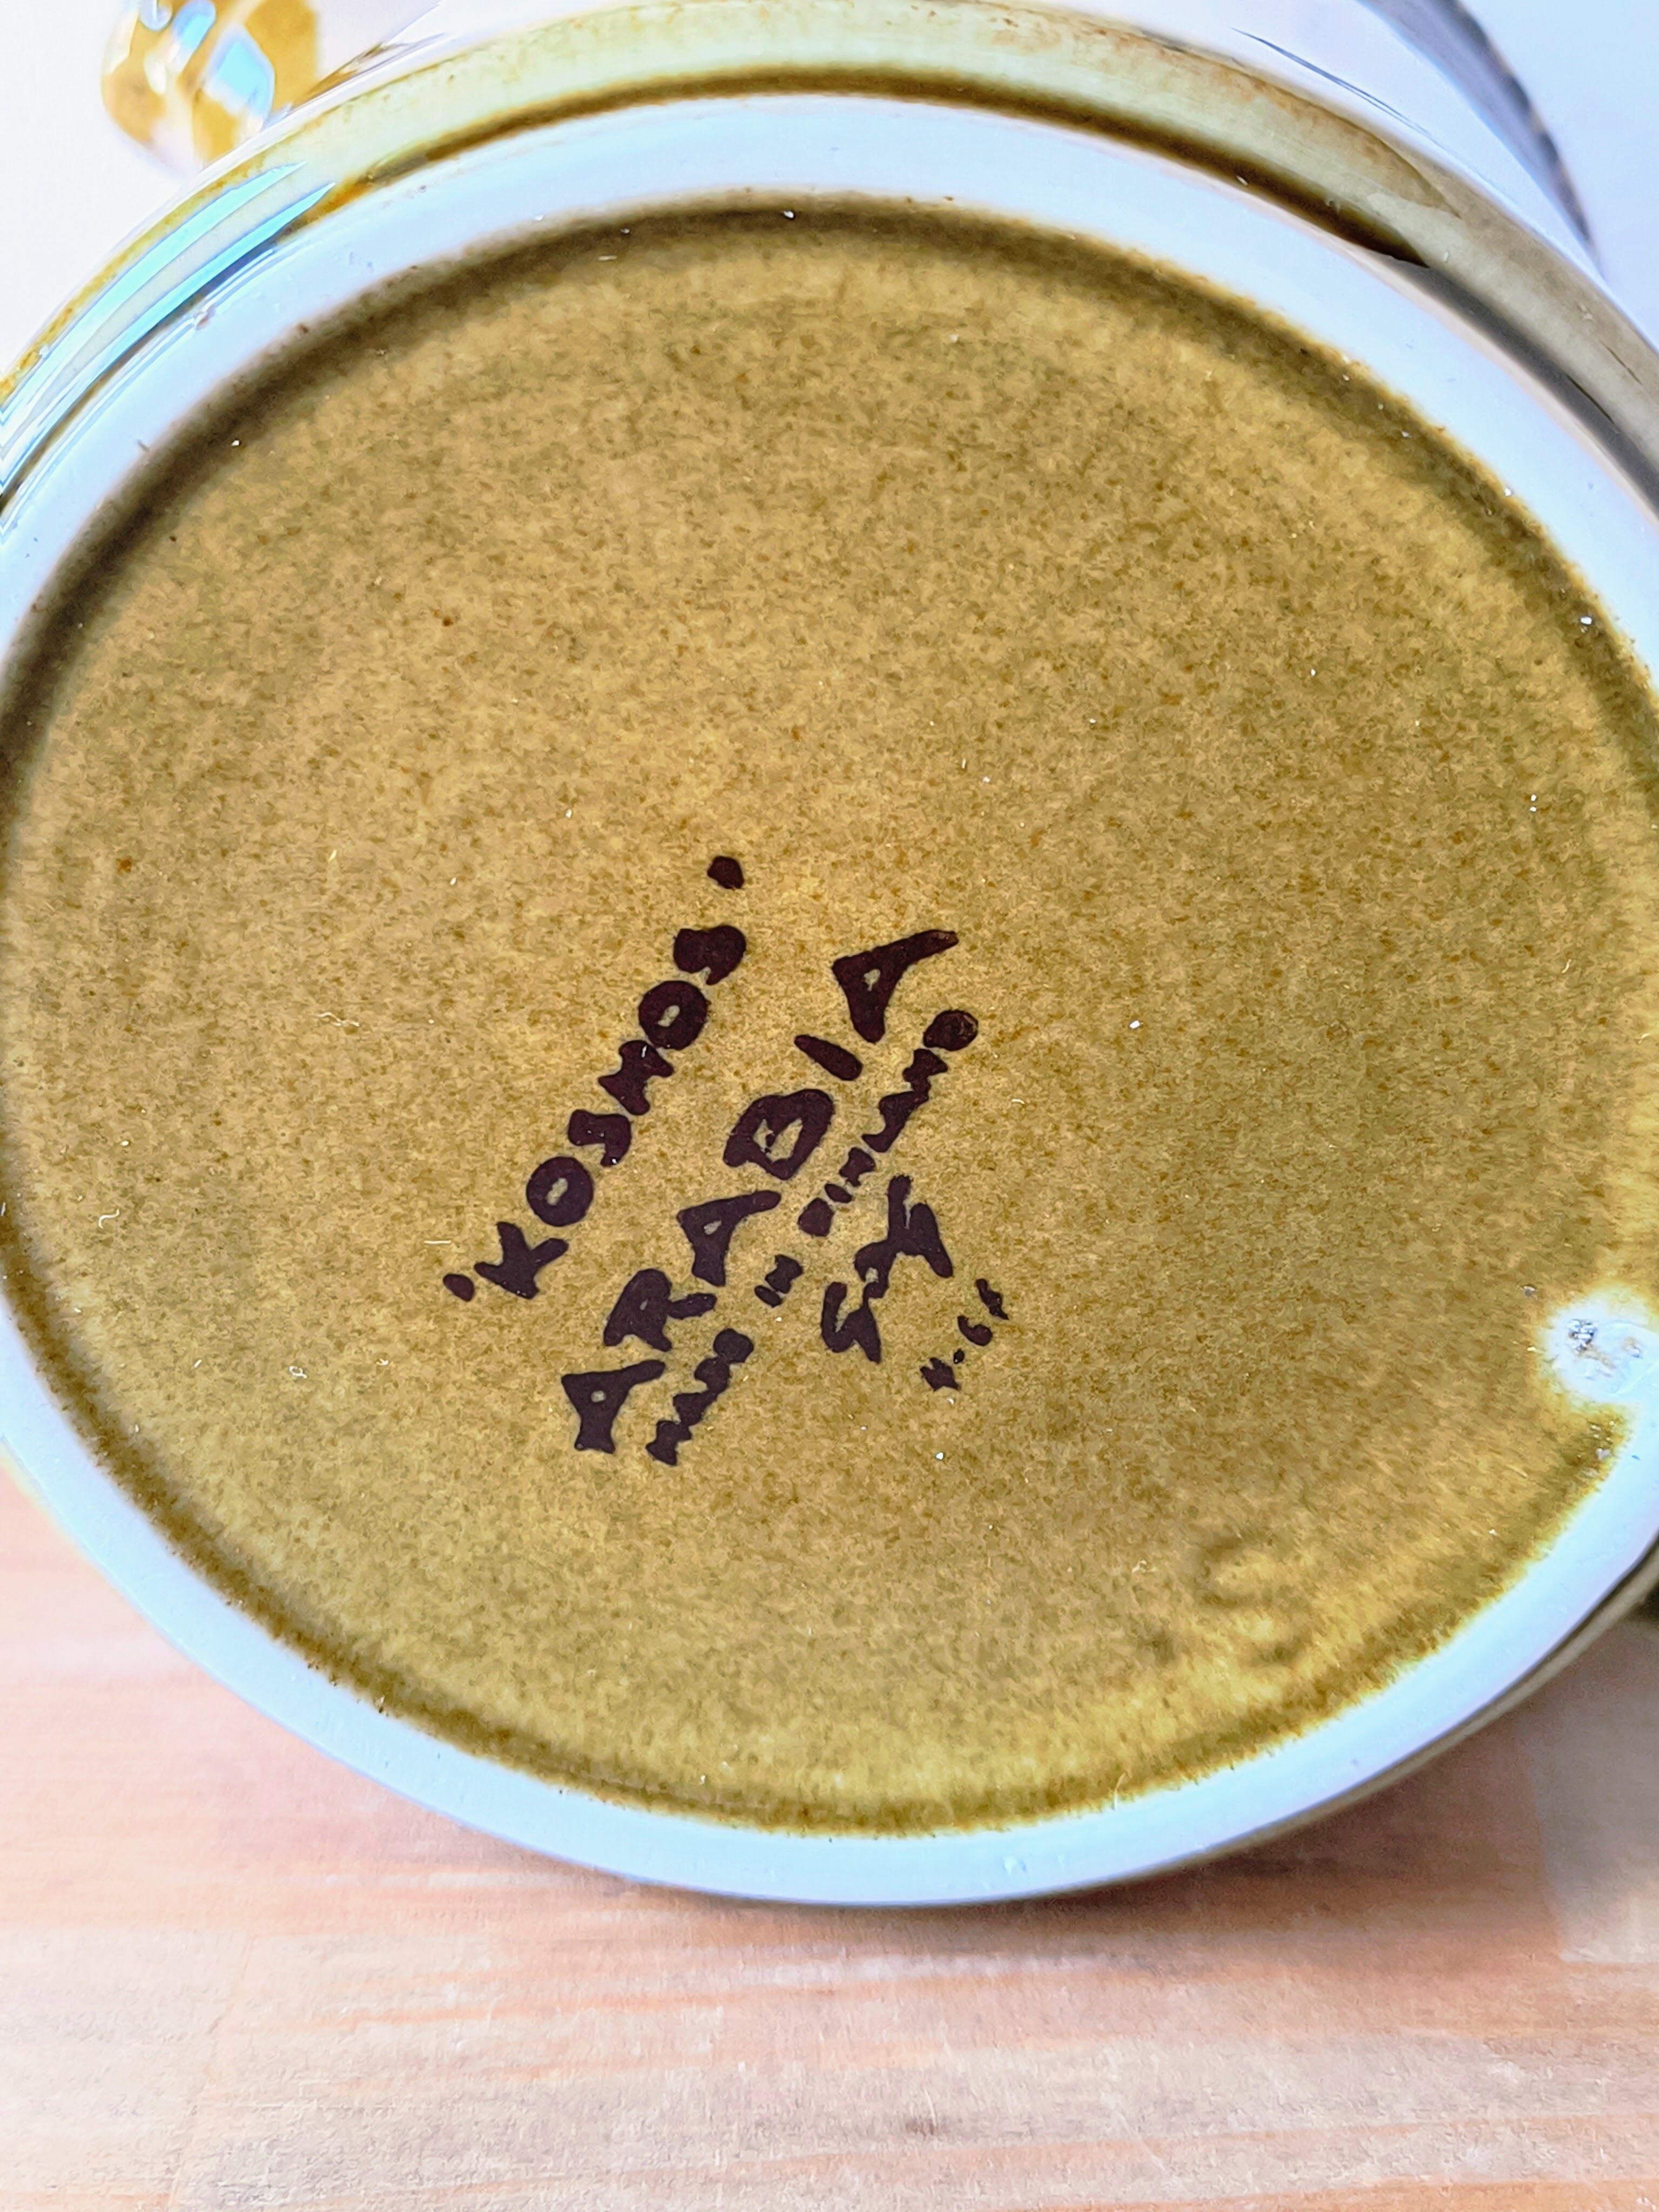 'KOSMOS'
ARABIA
MADE IN FINLAND